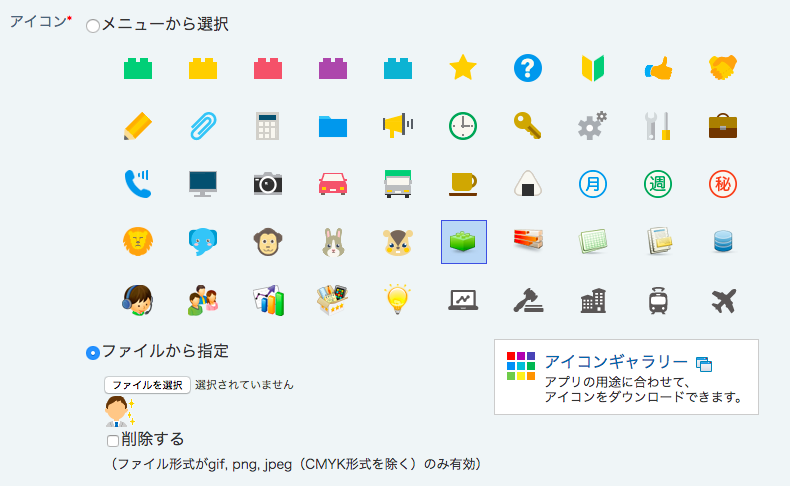 アイコン*
メニューから選択
?
月 週 秘
ファイルから指定
ファイルを選択 選択されていません
削除する
（ファイル形式がgif, png, jpeg（CMYK形式を除く）のみ有効）
アイコンギャラリー
アプリの用途に合わせて、
アイコンをダウンロードできます。